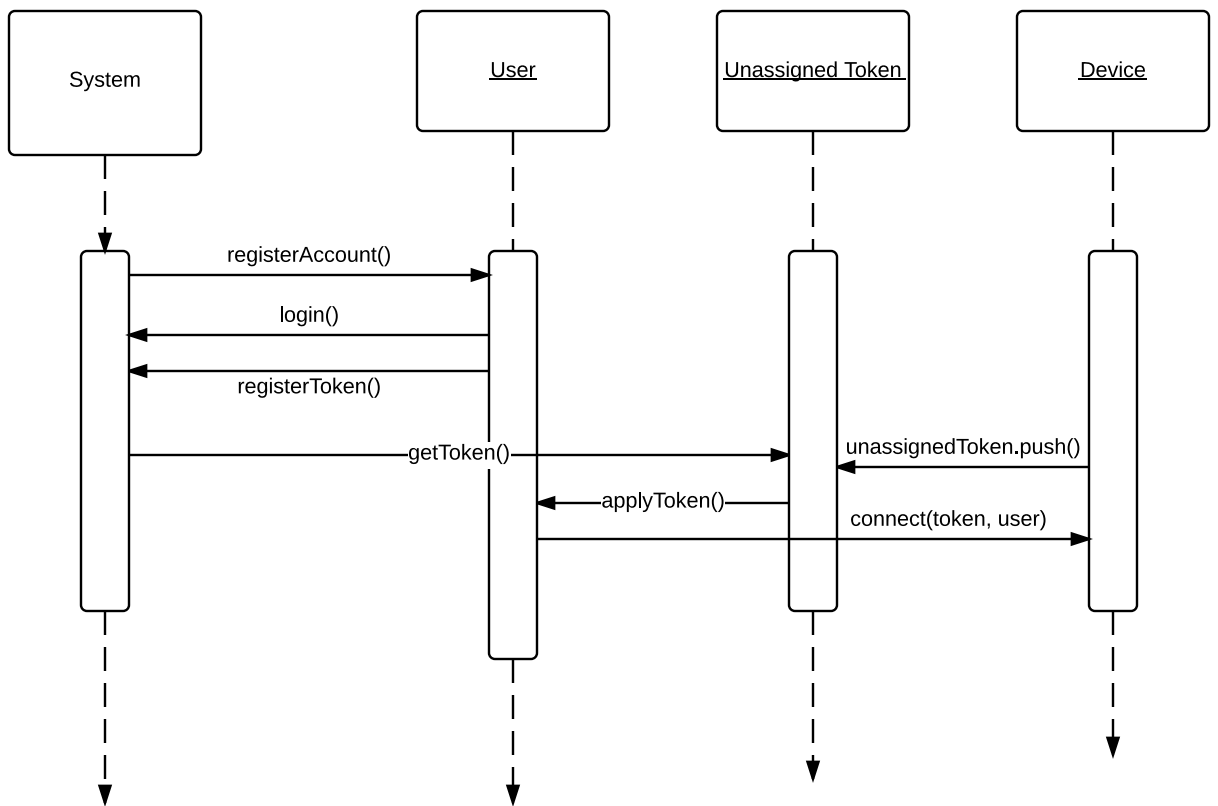 System
User
Unassigned Token
Device
registerAccount()
login()
registerToken()
getToken()
unassignedToken.push()
applyToken()
connect(token, user)